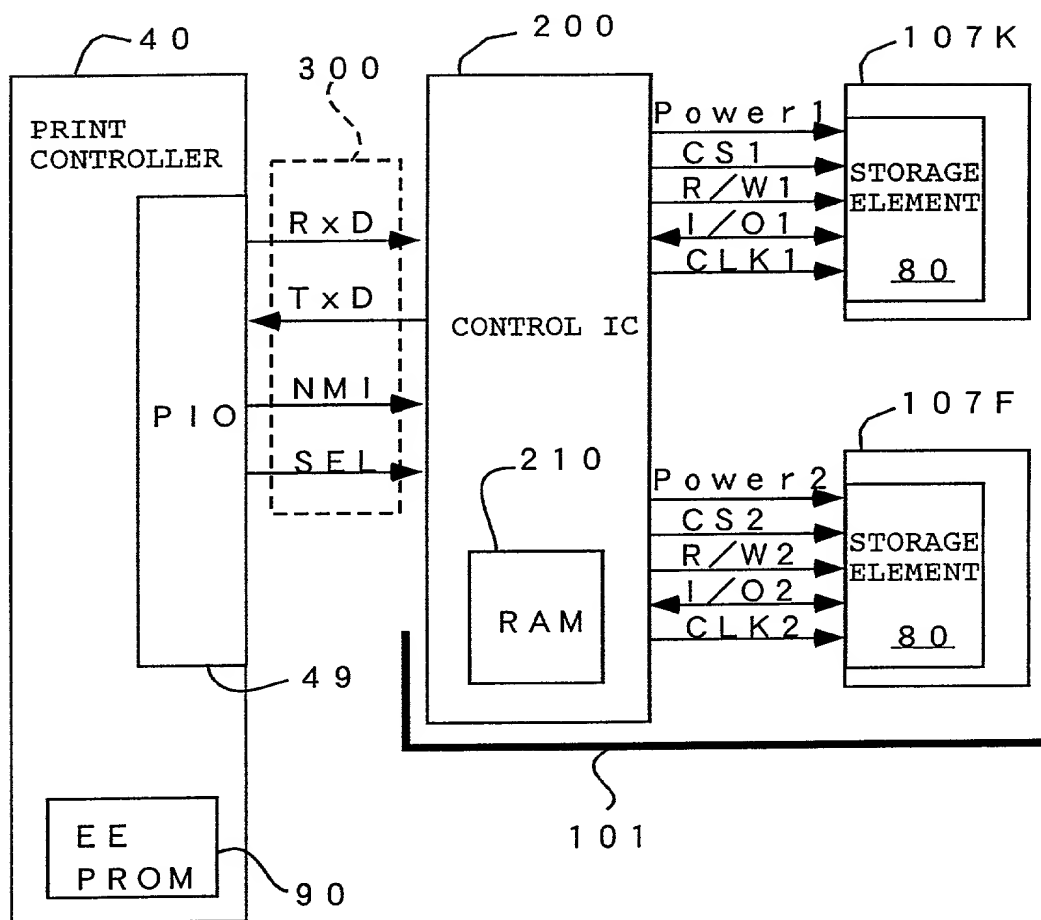 40
PRINT
CONTROLLER
PIO
49
EE
PROM
90
300
RxD
TxD
NMI
SEL
200
CONTROL IC
210
RAM
101
Power1
CS1
R/W1
I/O1
CLK1
107K
STORAGE
ELEMENT
80
Power2
CS2
R/W2
I/O2
CLK2
107F
STORAGE
ELEMENT
80